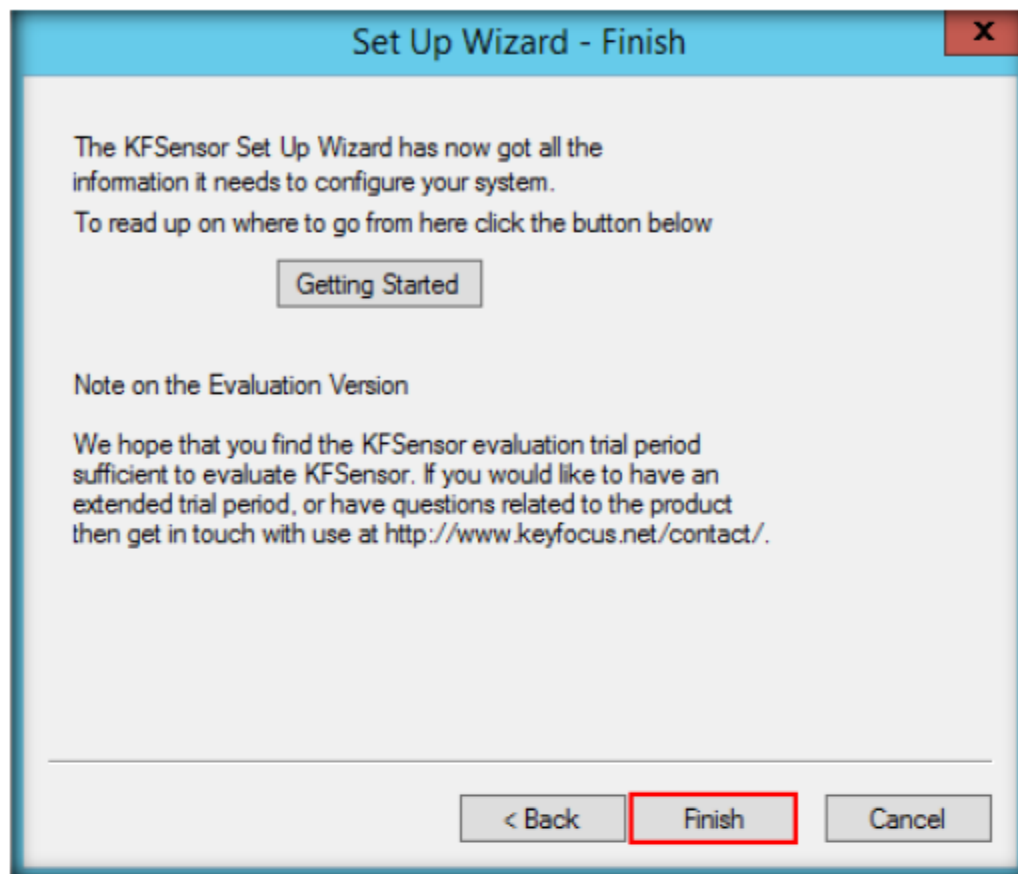 Set Up Wizard - Finish
x
The KFSensor Set Up Wizard has now got all the
information it needs to configure your system.
To read up on where to go from here click the button below
Getting Started
Note on the Evaluation Version
We hope that you find the KFSensor evaluation trial period
sufficient to evaluate KFSensor. If you would like to have an
extended trial period, or have questions related to the product
then get in touch with use at http://www.keyfocus.net/contact/.
< Back Finish Cancel